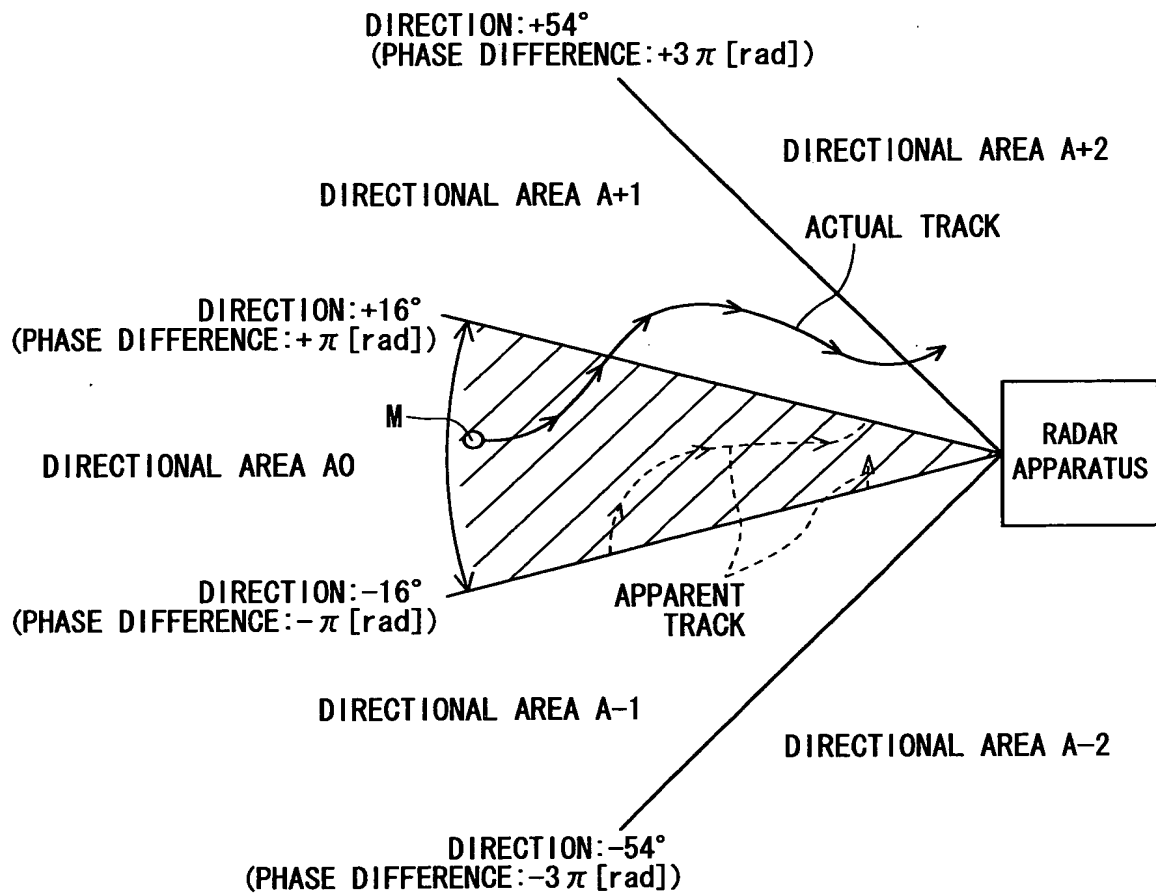 DIRECTION:+54°
(PHASE DIFFERENCE:+3π[rad])
DIRECTIONAL AREA A+2
DIRECTIONAL AREA A+1
ACTUAL TRACK
DIRECTION:+16°
(PHASE DIFFERENCE:+π[rad])
M
RADAR
APPARATUS
DIRECTIONAL AREA A0
DIRECTION:-16°
(PHASE DIFFERENCE:-π[rad])
APPARENT
TRACK
DIRECTIONAL AREA A-1
DIRECTIONAL AREA A-2
DIRECTION:-54°
(PHASE DIFFERENCE:-3π[rad])